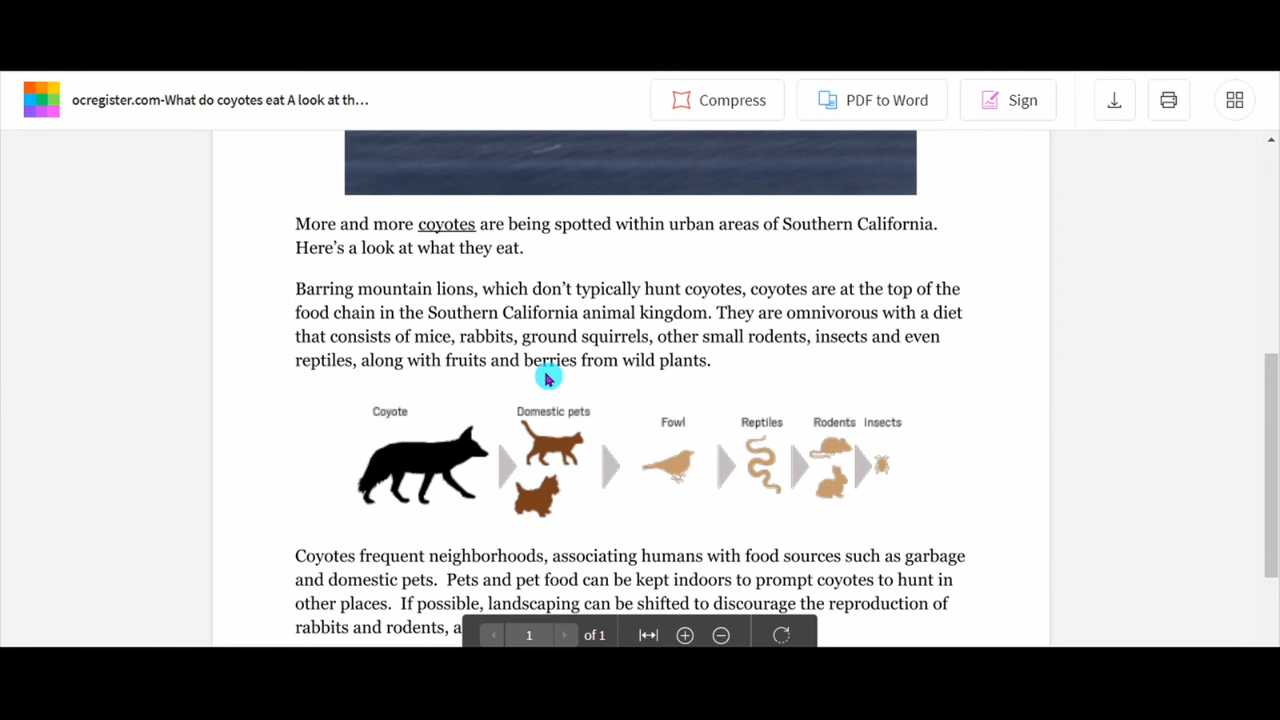 ocregister.com-What do coyotes eat A look at th...
Compress
PDF to Word
Sign
More and more coyotes are being spotted within urban areas of Southern California.
Here’s a look at what they eat.
Barring mountain lions, which don’t typically hunt coyotes, coyotes are at the top of the
food chain in the Southern California animal kingdom. They are omnivorous with a diet
that consists of mice, rabbits, ground squirrels, other small rodents, insects and even
reptiles, along with fruits and berries from wild plants.
Coyote
Domestic pets
Fowl
Reptiles
Rodents
Insects
Coyotes frequent neighborhoods, associating humans with food sources such as garbage
and domestic pets.  Pets and pet food can be kept indoors to prompt coyotes to hunt in
other places.  If possible, landscaping can be shifted to discourage the reproduction of
rabbits and rodents, a
1 of 1